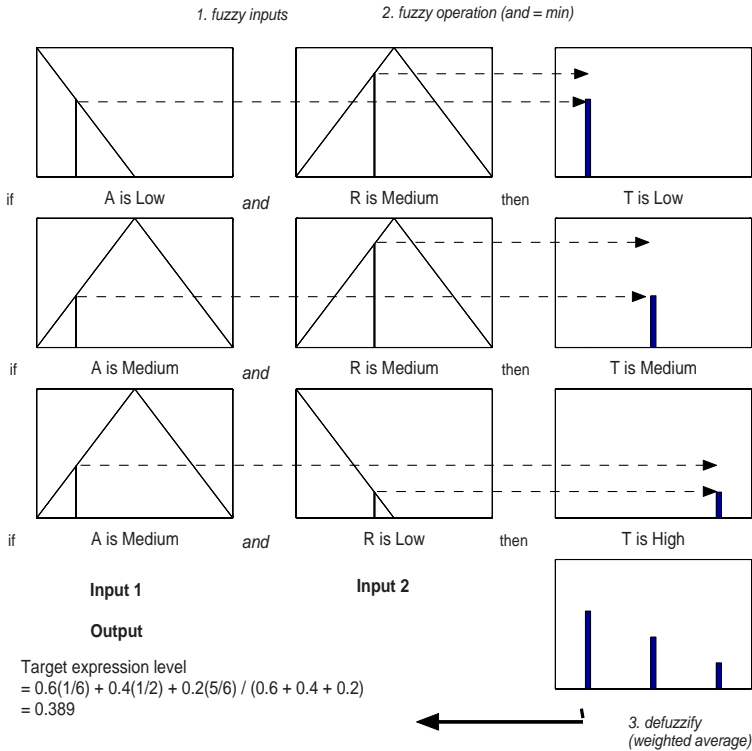 1. fuzzy inputs 2. fuzzy operation (and = min)
if A is Low and R is Medium then T is Low
if A is Medium and R is Medium then T is Medium
if A is Medium and R is Low then T is High
Input 1 Input 2
Output
Target expression level
= 0.6(1/6) + 0.4(1/2) + 0.2(5/6) / (0.6 + 0.4 + 0.2)
= 0.389
3. defuzzify
(weighted average)